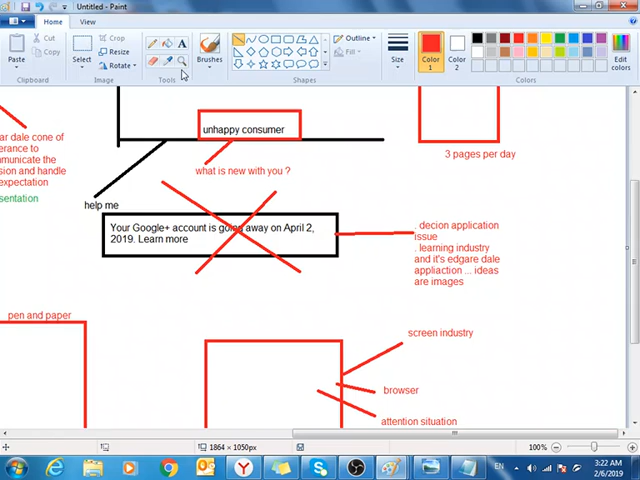 Untitled - Paint
Home
View
Paste
Cut
Copy
Select
Crop
Resize
Rotate
Brushes
Outline
Fill
Size
Color
1
Color
2
Edit
colors
Clipboard
Image
Tools
Shapes
Colors
unhappy consumer
3 pages per day
ar dale cone of
erance to
municate the
sion and handle
expectation
sentation
what is new with you ?
help me
Your Google+ account is going away on April 2,
2019. Learn more
. decion application
issue
. learning industry
and it's edgare dale
appliaction ... ideas
are images
pen and paper
screen industry
browser
attention situation
1864 × 1050px
100%
EN
3:22 AM
2/6/2019